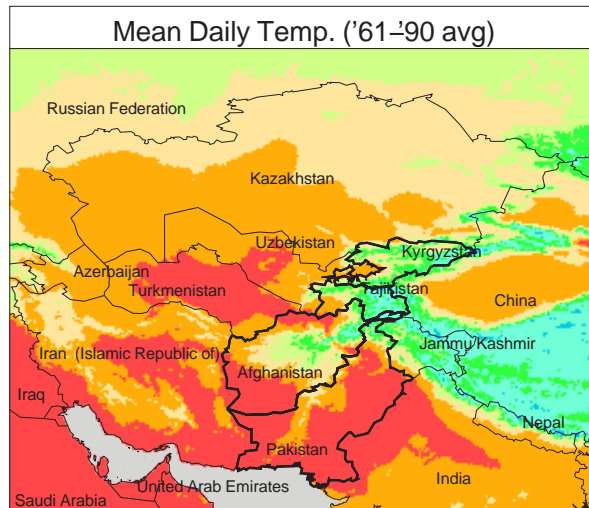 Mean Daily Temp. ('61–'90 avg)
Russian Federation
Kazakhstan
Uzbekistan
Kyrgyzstan
Azerbaijan
Turkmenistan
Tajikistan
China
Iran (Islamic Republic of)
Jammu/Kashmir
Afghanistan
Iraq
Nepal
Pakistan
India
United Arab Emirates
Saudi Arabia